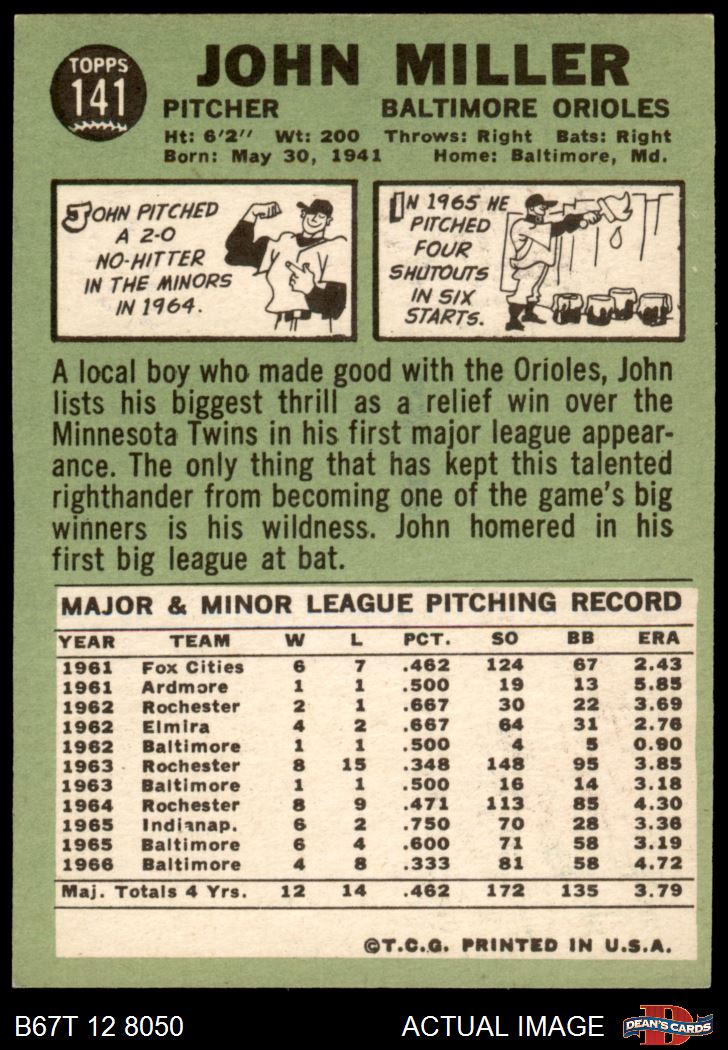 TOPPS
141
JOHN MILLER
PITCHER BALTIMORE ORIOLES
Ht: 6'2'' Wt: 200 Throws: Right Bats: Right
Born: May 30, 1941 Home: Baltimore, Md.
JOHN PITCHED
A 2-0
NO-HITTER
IN THE MINORS
IN 1964.
IN 1965 HE
PITCHED
FOUR
SHUTOUTS
IN SIX
STARTS.
A local boy who made good with the Orioles, John
lists his biggest thrill as a relief win over the
Minnesota Twins in his first major league appear-
ance. The only thing that has kept this talented
righthander from becoming one of the game's big
winners is his wildness. John homered in his
first big league at bat.
MAJOR & MINOR LEAGUE PITCHING RECORD
YEAR TEAM W L PCT. SO BB ERA
1961 Fox Cities 6 7 .462 124 67 2.43
1961 Ardmore 1 1 .500 19 13 5.85
1962 Rochester 2 1 .667 30 22 3.69
1962 Elmira 4 2 .667 64 31 2.76
1962 Baltimore 1 1 .500 4 5 0.90
1963 Rochester 8 15 .348 148 95 3.85
1963 Baltimore 1 1 .500 16 14 3.18
1964 Rochester 8 9 .471 113 85 4.30
1965 Indianap. 6 2 .750 70 28 3.36
1965 Baltimore 6 4 .600 71 58 3.19
1966 Baltimore 4 8 .333 81 58 4.72
Maj. Totals 4 Yrs. 12 14 .462 172 135 3.79
©T.C.G. PRINTED IN U.S.A.
B67T 12 8050 ACTUAL IMAGE
D
DEAN'S CARDS